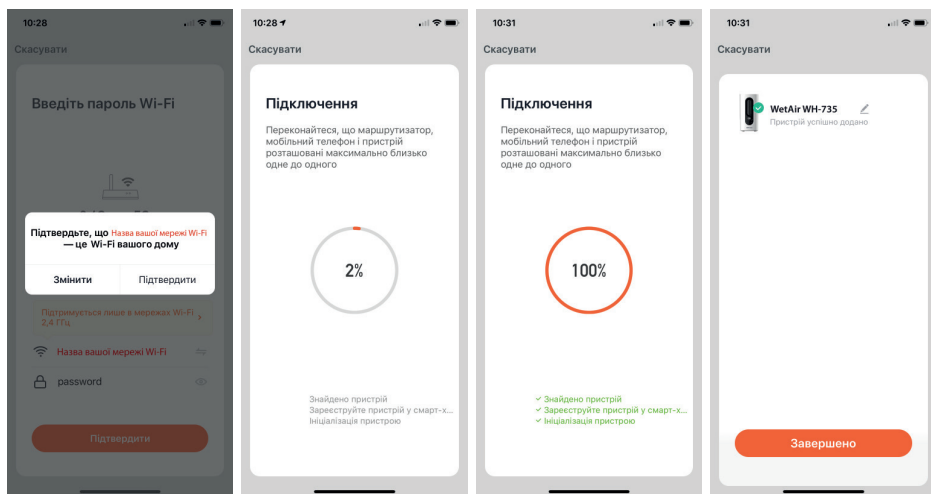 10:28
Скасувати
Введіть пароль Wi-Fi
Підтвердьте, що Назва вашої мережі Wi-Fi
— це Wi-Fi вашого дому
Змінити
Підтвердити
Підтримується лише в мережах Wi-Fi
2,4 ГГц
Назва вашої мережі Wi-Fi
password
Підтвердити
10:28
Скасувати
Підключення
Переконайтеся, що маршрутизатор,
мобільний телефон і пристрій
розташовані максимально близько
одне до одного
2%
Знайдено пристрій
Зареєструйте пристрій у смарт-х...
Ініціалізація пристрою
10:31
Скасувати
Підключення
Переконайтеся, що маршрутизатор,
мобільний телефон і пристрій
розташовані максимально близько
одне до одного
100%
Знайдено пристрій
Зареєструйте пристрій у смарт-х...
Ініціалізація пристрою
10:31
Скасувати
WetAir WH-735
Пристрій успішно додано
Завершено